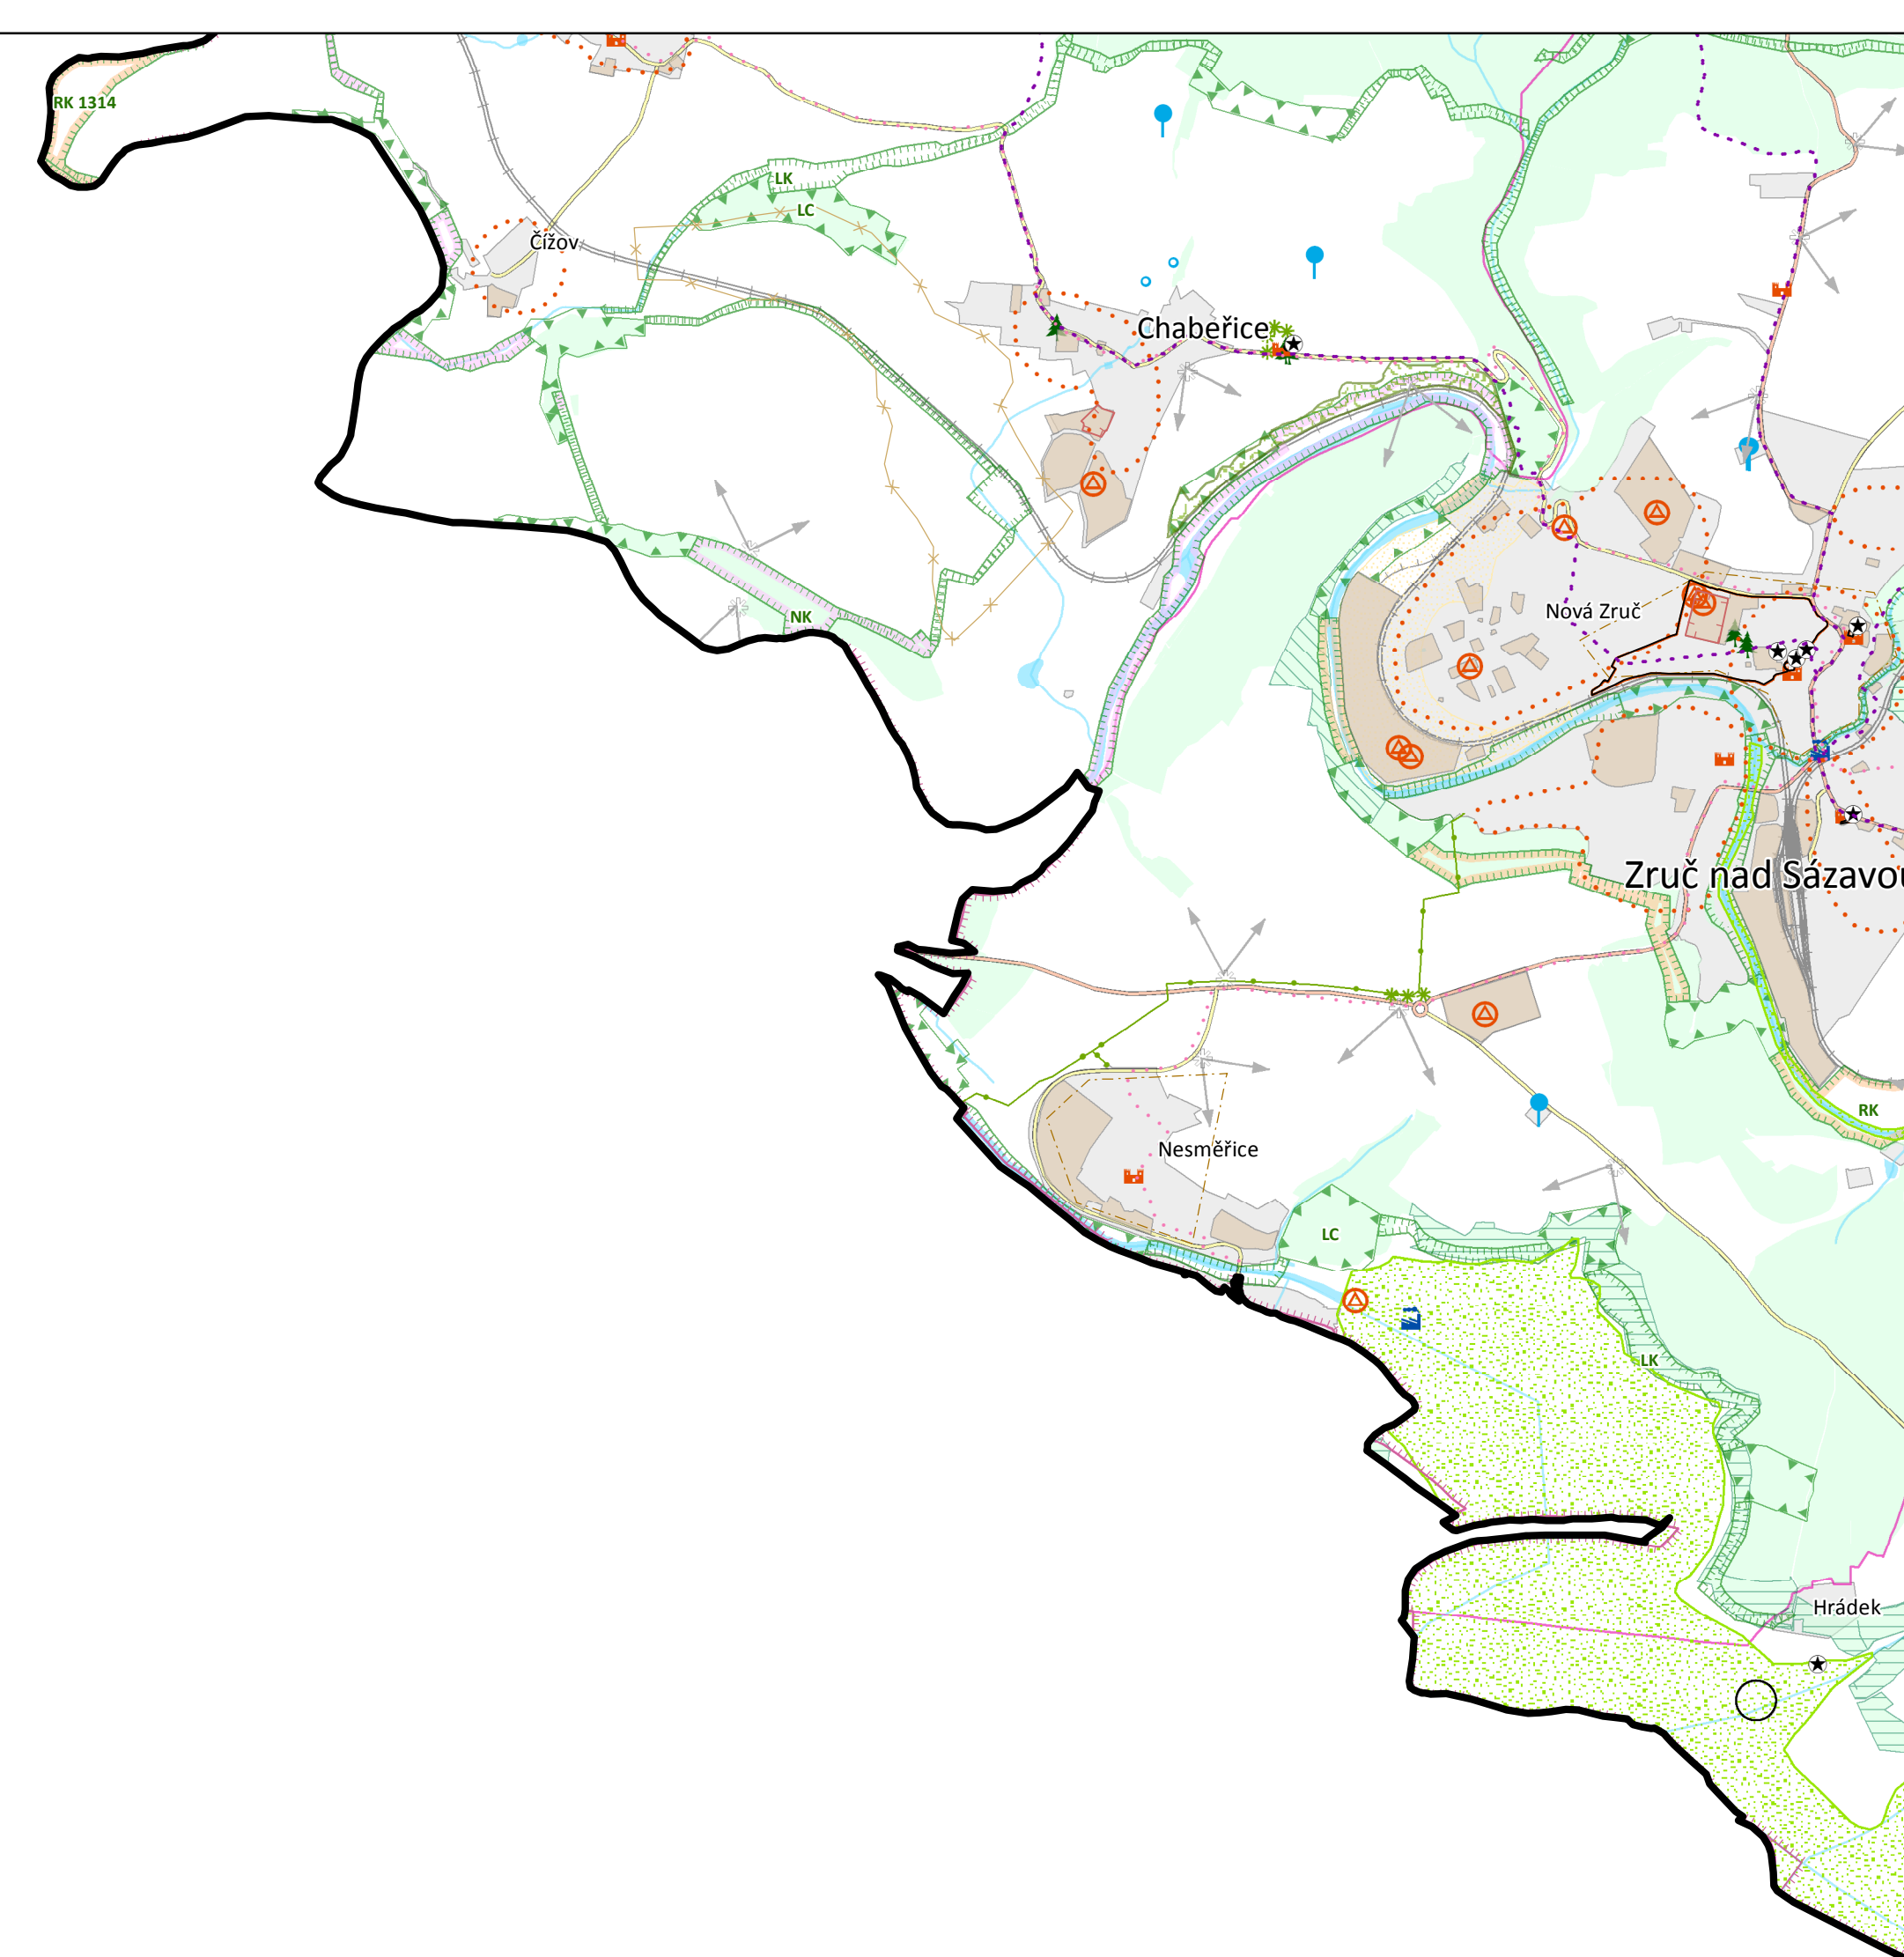 RK 1314
LK
LC
Čížov
Chabeřice
Nová Zruč
NK
Zruč nad Sázavou
RK
Nesměřice
LC
LK
Hrádek